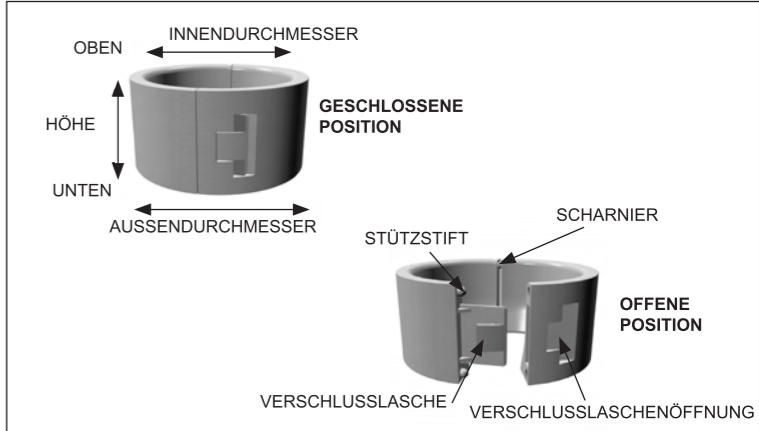 OBEN
INNENDURCHMESSER
HÖHE
GESCHLOSSENE
POSITION
UNTEN
AUSSENDURCHMESSER
SCHARNIER
STÜTZSTIFT
OFFENE
POSITION
VERSCHLUSSLASCHE
VERSCHLUSSLASCHENÖFFNUNG